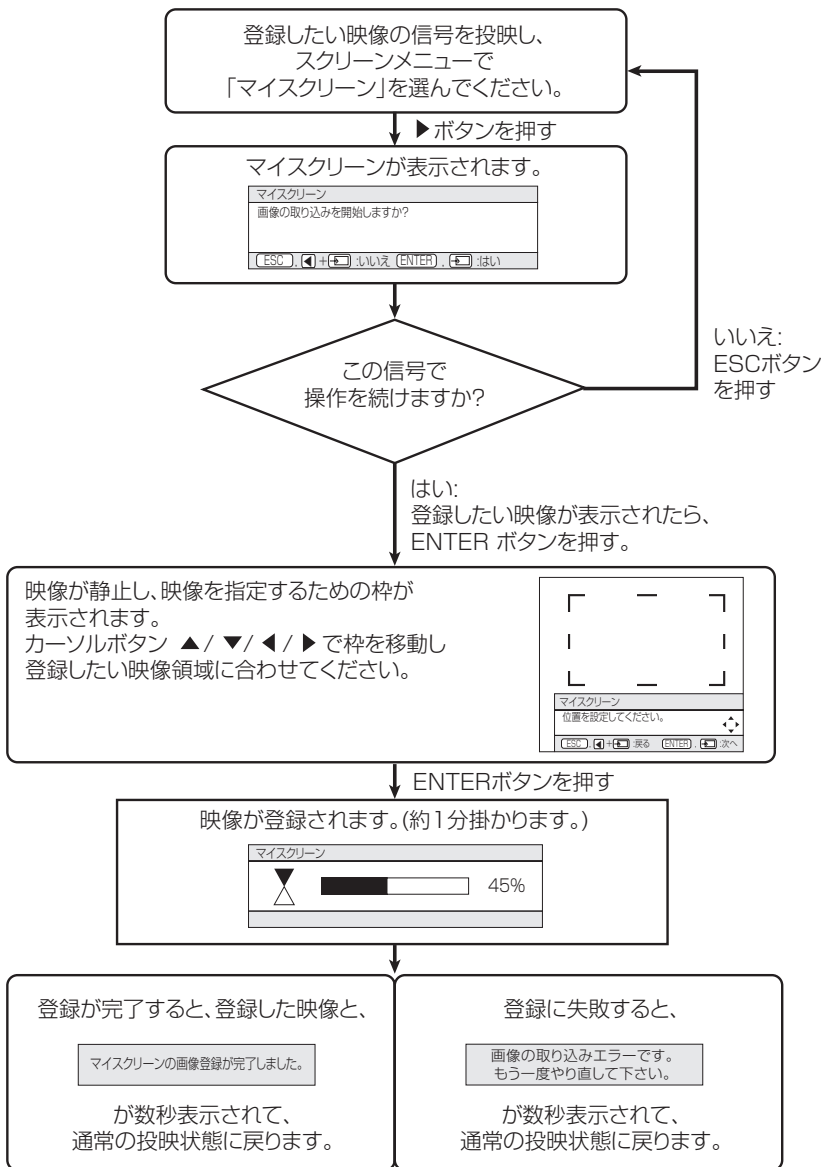 登録したい映像の信号を投映し、
スクリーンメニューで
「マイスクリーン」を選んでください。
▶ボタンを押す
マイスクリーンが表示されます。
マイスクリーン
画像の取り込みを開始しますか?
ESC , ◀+ :いいえ ENTER , :はい
この信号で
操作を続けますか?
いいえ:
ESCボタン
を押す
はい:
登録したい映像が表示されたら、
ENTER ボタンを押す。
映像が静止し、映像を指定するための枠が
表示されます。
カーソルボタン ▲/ ▼/ ◀/ ▶で枠を移動し
登録したい映像領域に合わせてください。
マイスクリーン
位置を設定してください。
ESC , ◀+ :戻る ENTER , :次へ
ENTERボタンを押す
映像が登録されます。(約1分掛かります。)
マイスクリーン
45%
登録が完了すると、登録した映像と、
マイスクリーンの画像登録が完了しました。
が数秒表示されて、
通常の投映状態に戻ります。
登録に失敗すると、
画像の取り込みエラーです。
もう一度やり直して下さい。
が数秒表示されて、
通常の投映状態に戻ります。